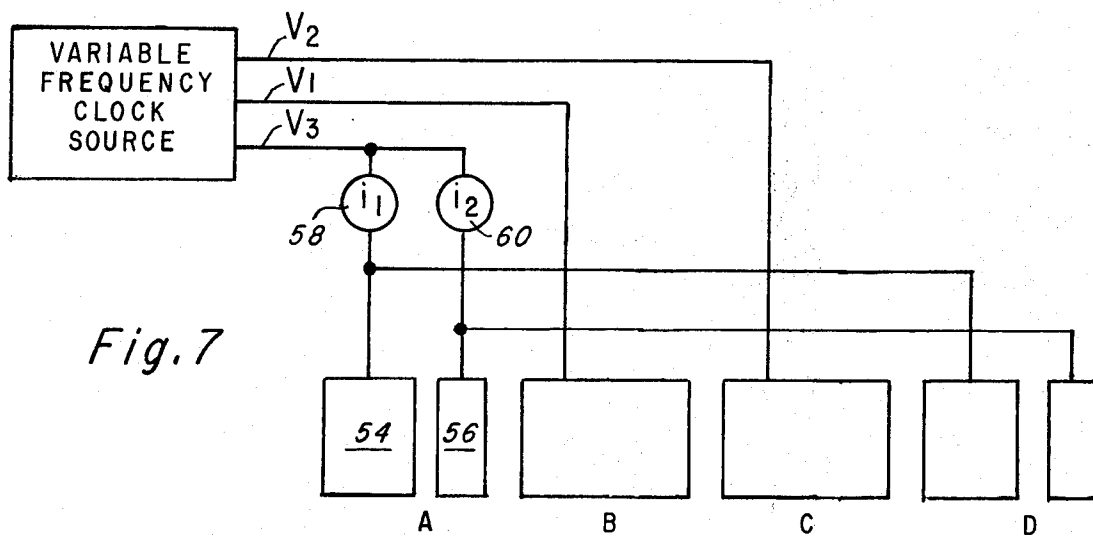 VARIABLE
FREQUENCY
CLOCK
SOURCE
V2
V1
V3
i1
i2
58
60
Fig. 7
54
56
A
B
C
D